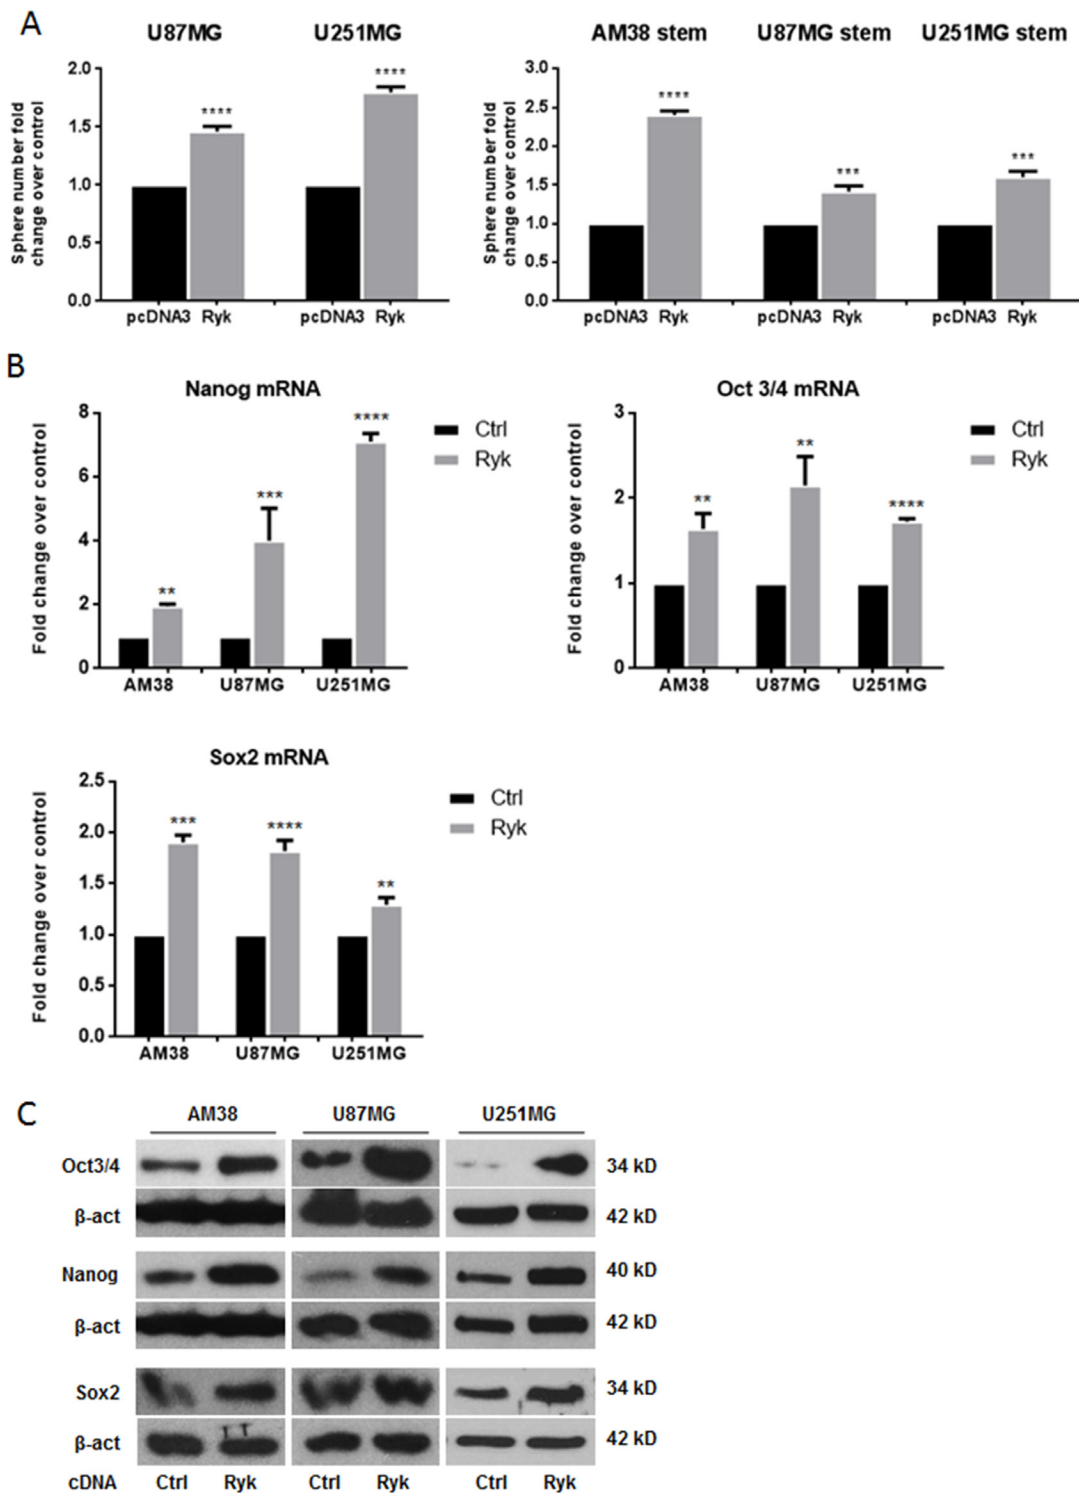 A
U87MG U251MG AM38 stem U87MG stem U251MG stem
Sphere number fold
change over control
2.0
1.5
1.0
0.5
0.0
**** ****
pcDNA3 Ryk pcDNA3 Ryk
Sphere number fold
change over control
3.0
2.5
2.0
1.5
1.0
0.5
0.0
**** *** ***
pcDNA3 Ryk pcDNA3 Ryk pcDNA3 Ryk
B
Nanog mRNA
Fold change over control
8
6
4
2
0
** *** ****
AM38 U87MG U251MG
Ctrl
Ryk
Oct 3/4 mRNA
Fold change over control
3
2
1
0
** ** ****
AM38 U87MG U251MG
Ctrl
Ryk
Sox2 mRNA
Fold change over control
2.5
2.0
1.5
1.0
0.5
0.0
*** **** **
AM38 U87MG U251MG
Ctrl
Ryk
C
AM38 U87MG U251MG
Oct3/4 34 kD
β-act 42 kD
Nanog 40 kD
β-act 42 kD
Sox2 34 kD
β-act 42 kD
cDNA Ctrl Ryk Ctrl Ryk Ctrl Ryk